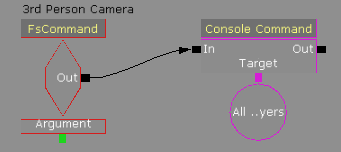 3rd Person Camera
FsCommand
Console Command
Out
In
Out
Target
All ..yers
Argument